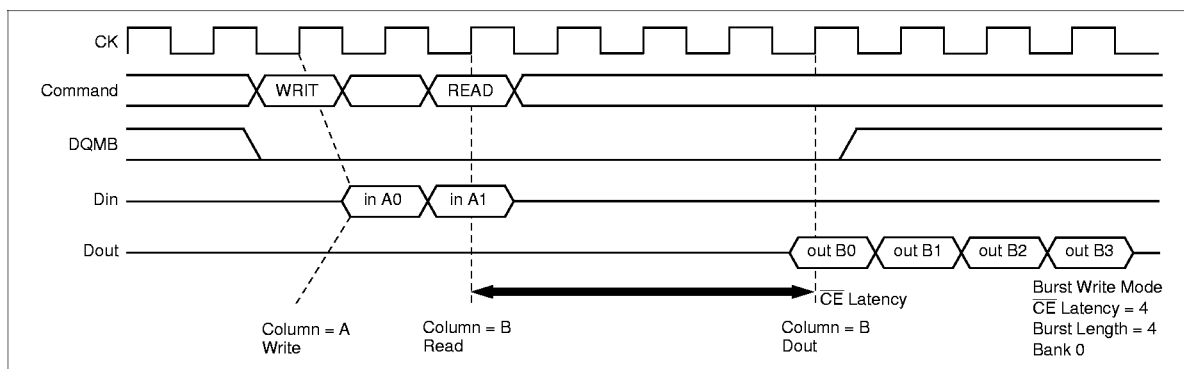 CK
Command WRIT READ
DQMB
Din in A0 in A1
Dout out B0 out B1 out B2 out B3
CE Latency
Column = A
Write
Column = B
Read
Column = B
Dout
Burst Write Mode
CE Latency = 4
Burst Length = 4
Bank 0